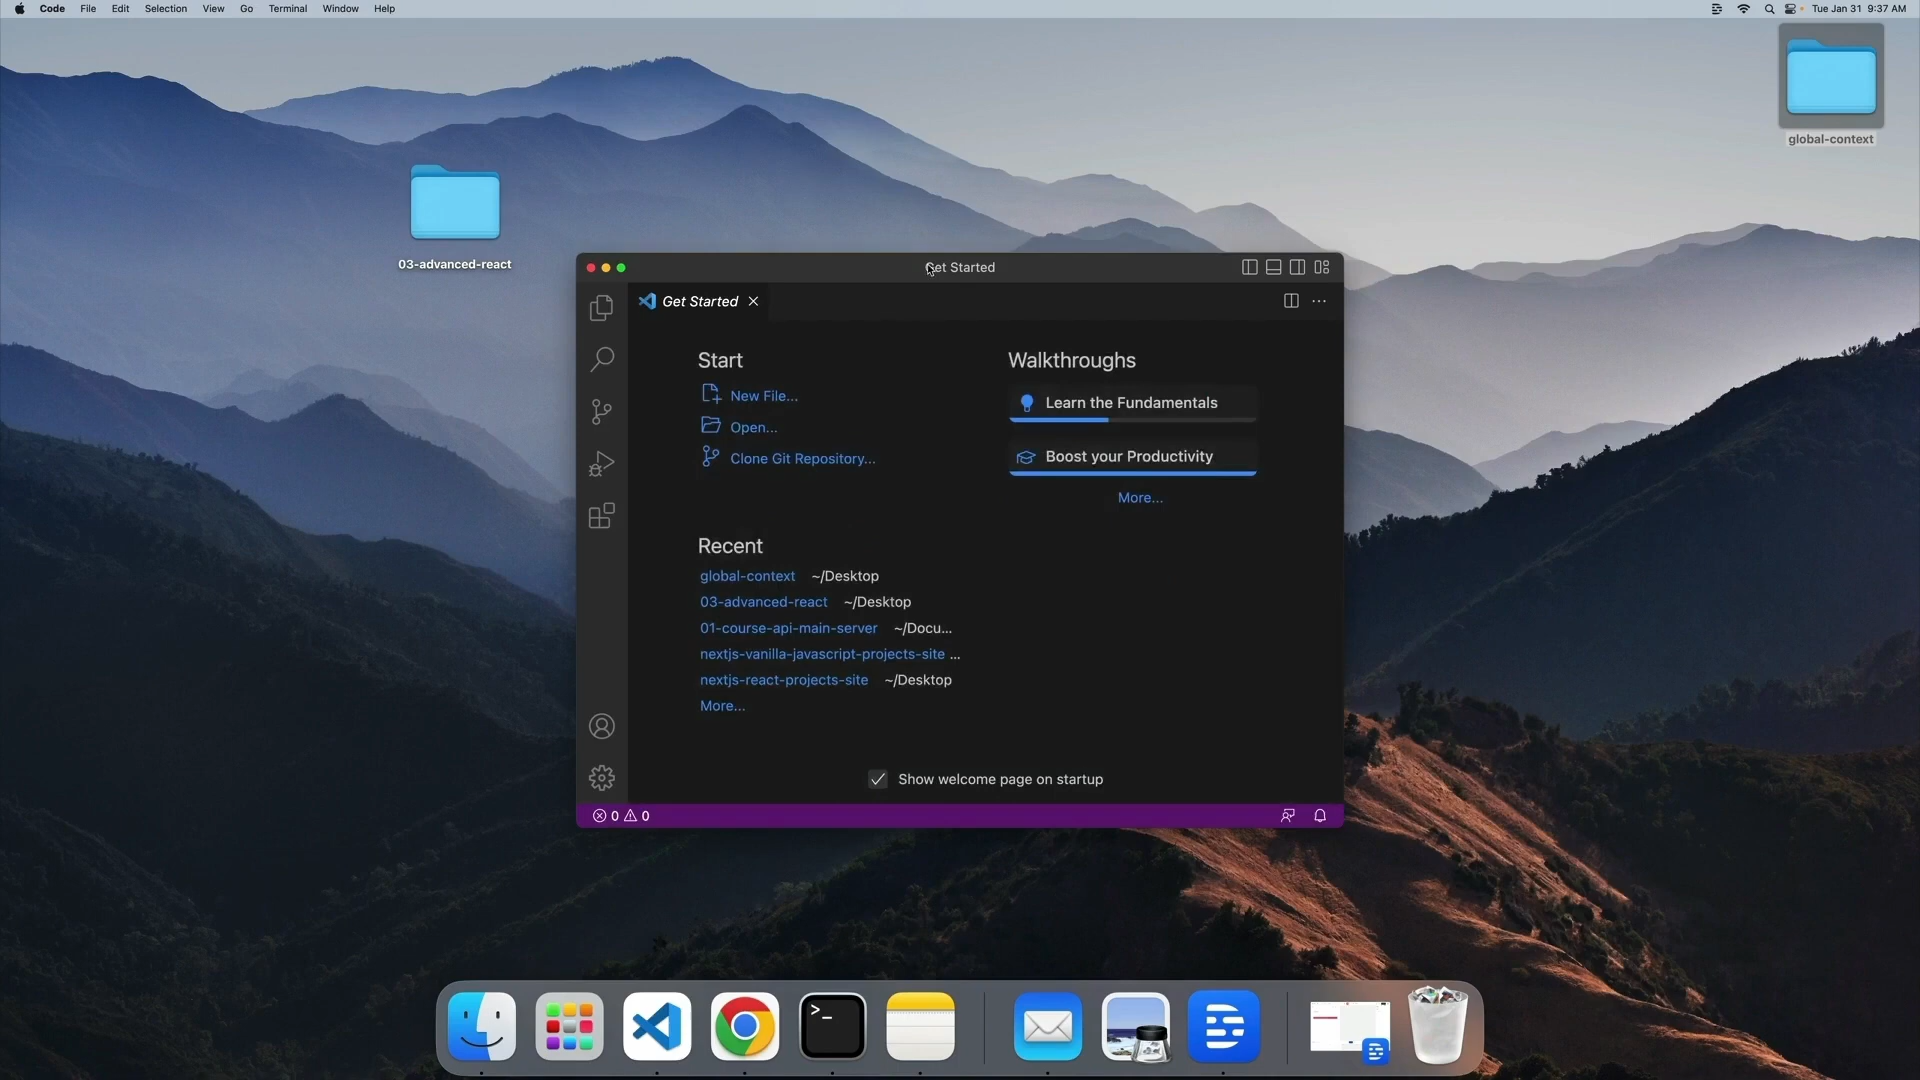 Code File Edit Selection View Go Terminal Window Help Tue Jan 31 9:37 AM
global-context
03-advanced-react
Get Started
Get Started
Start
New File...
Open...
Clone Git Repository...
Walkthroughs
Learn the Fundamentals
Boost your Productivity
More...
Recent
global-context ~/Desktop
03-advanced-react ~/Desktop
01-course-api-main-server ~/Docu...
nextjs-vanilla-javascript-projects-site ...
nextjs-react-projects-site ~/Desktop
More...
Show welcome page on startup
0 0
>_